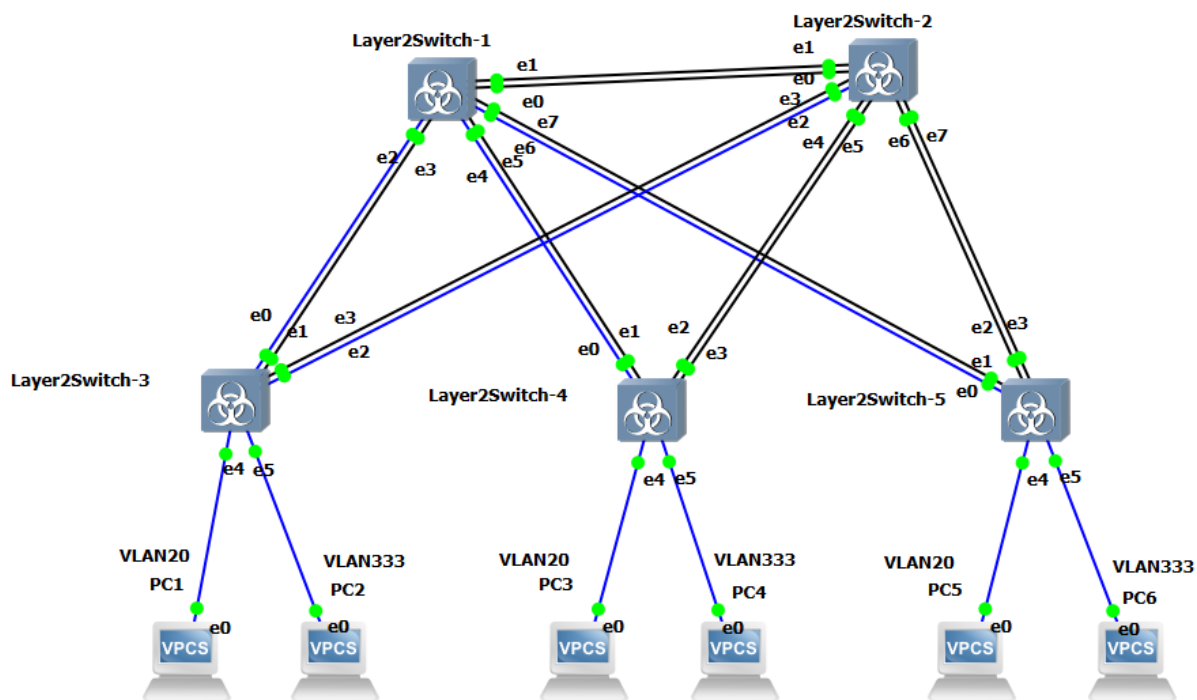 Layer2Switch-2
Layer2Switch-1
e1
e1
e0
e3
e2
e0
e7
e6
e5
e4
e2
e3
e4
e5
e6
e7
e0
e1
e3
e2
e1
e0
e2
e3
e2
e3
e1
e0
Layer2Switch-3
Layer2Switch-4
Layer2Switch-5
e4
e5
e4
e5
e4
e5
VLAN20
PC1
VLAN333
PC2
VLAN20
PC3
VLAN333
PC4
VLAN20
PC5
VLAN333
PC6
e0
e0
e0
e0
e0
e0
VPCS
VPCS
VPCS
VPCS
VPCS
VPCS